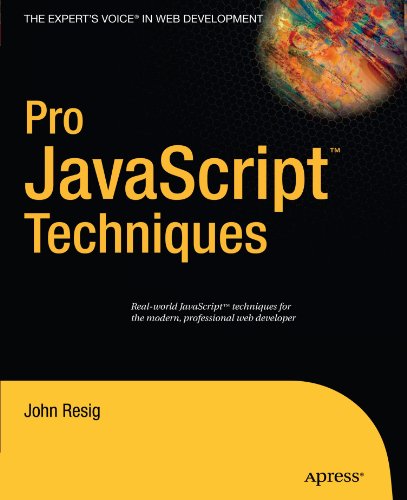 THE EXPERT'S VOICE® IN WEB DEVELOPMENT
Pro
JavaScript™
Techniques
Real-world JavaScript™ techniques for
the modern, professional web developer
John Resig
Apress®